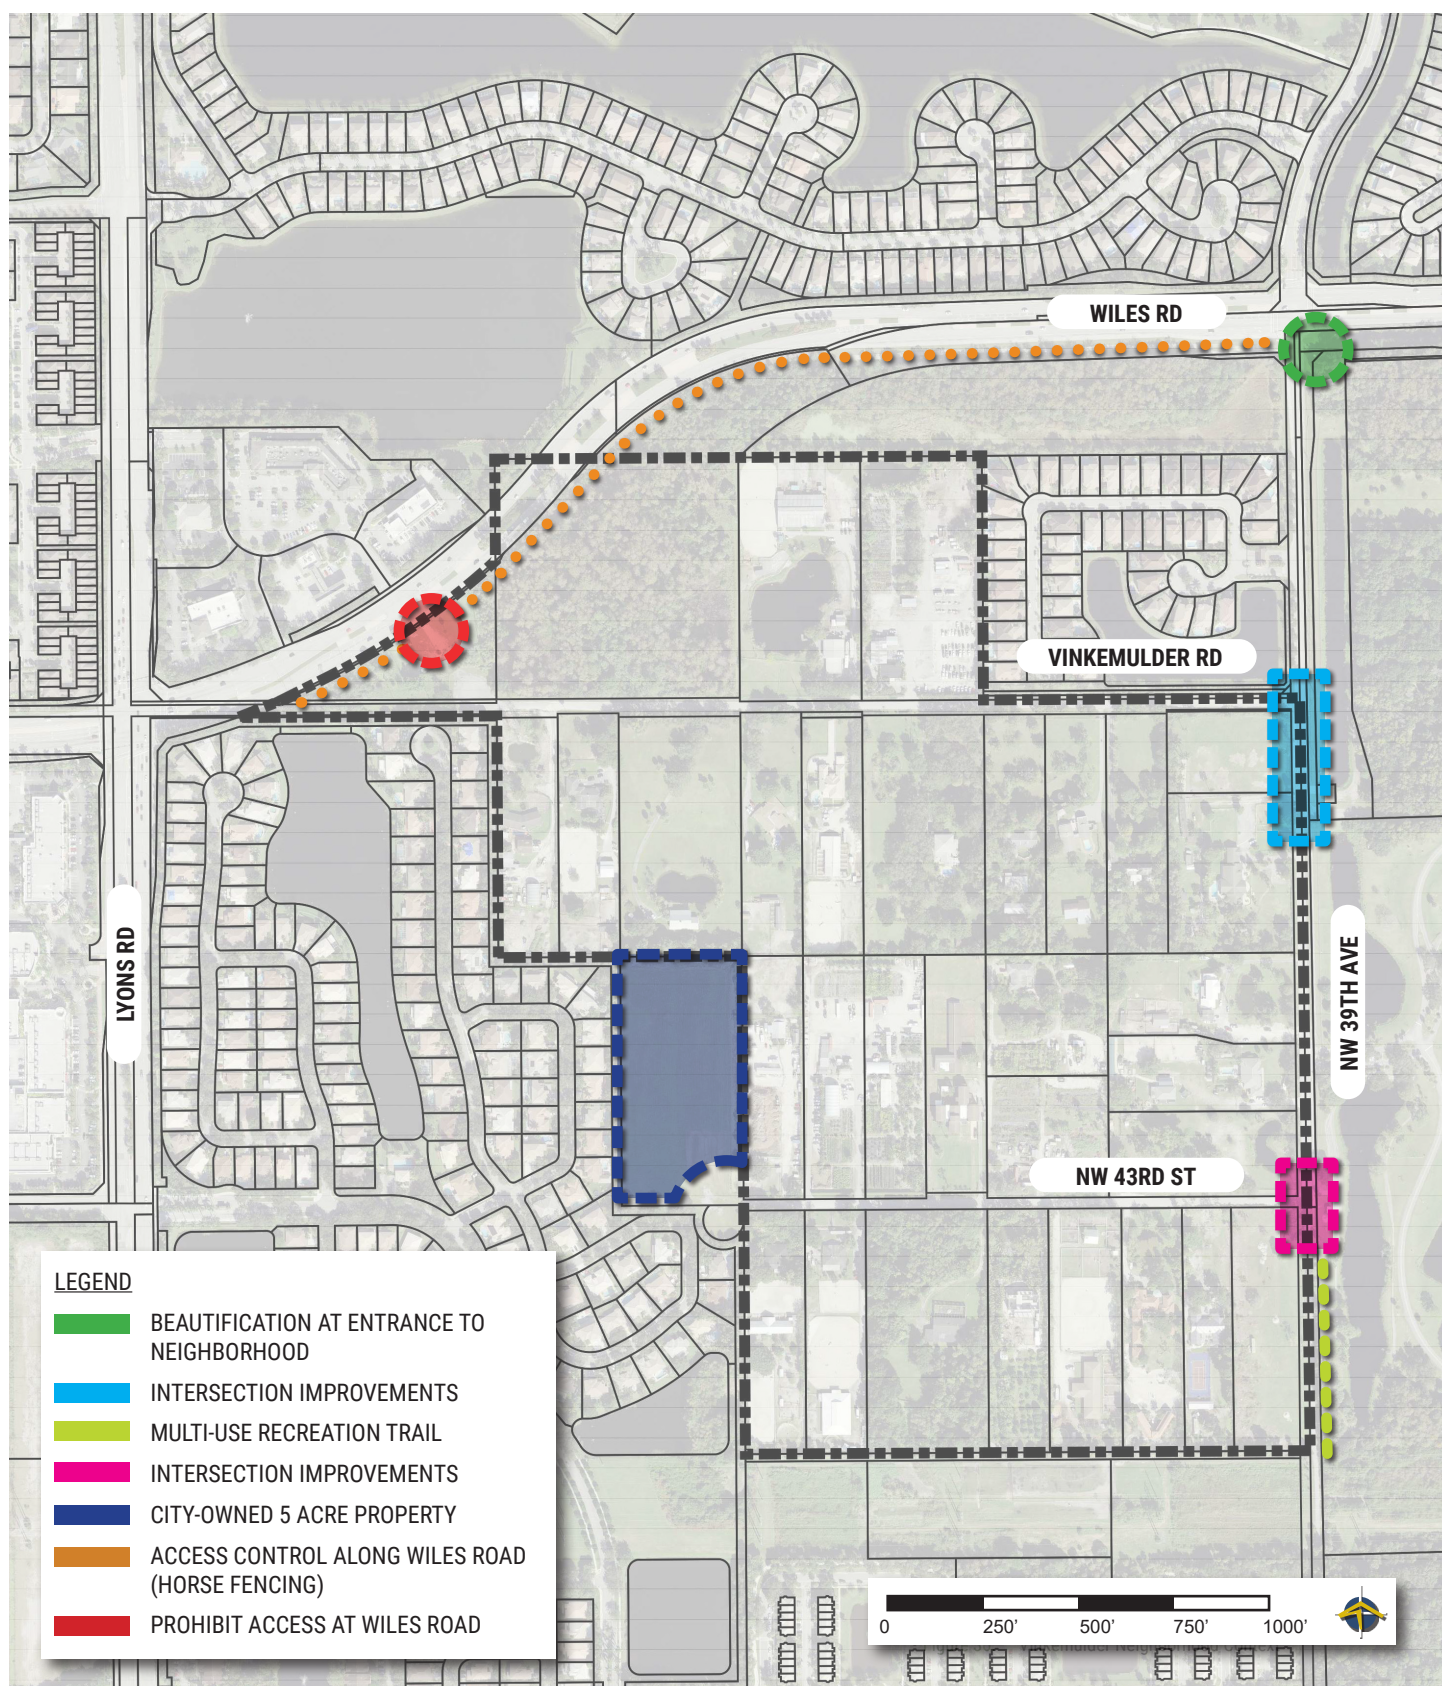 WILES RD
VINKEMULDER RD
LYONS RD
NW 39TH AVE
NW 43RD ST
LEGEND
BEAUTIFICATION AT ENTRANCE TO
NEIGHBORHOOD
INTERSECTION IMPROVEMENTS
MULTI-USE RECREATION TRAIL
INTERSECTION IMPROVEMENTS
CITY-OWNED 5 ACRE PROPERTY
ACCESS CONTROL ALONG WILES ROAD
(HORSE FENCING)
PROHIBIT ACCESS AT WILES ROAD
0 250' 500' 750' 1000'